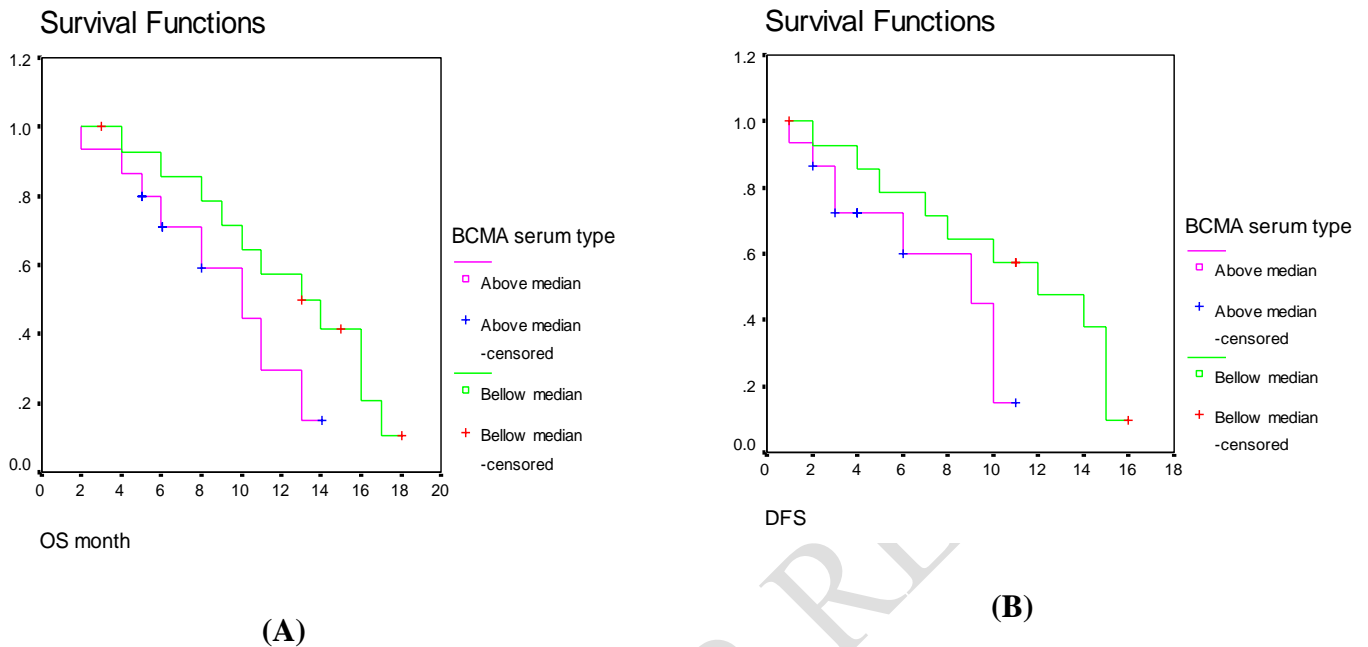 Survival Functions
1.2
1.0
.8
.6
.4
.2
0.0
0 2 4 6 8 10 12 14 16 18 20
OS month
BCMA serum type
Above median
Above median
-censored
Bellow median
Bellow median
-censored
(A)
Survival Functions
1.2
1.0
.8
.6
.4
.2
0.0
0 2 4 6 8 10 12 14 16 18
DFS
BCMA serum type
Above median
Above median
-censored
Bellow median
Bellow median
-censored
(B)